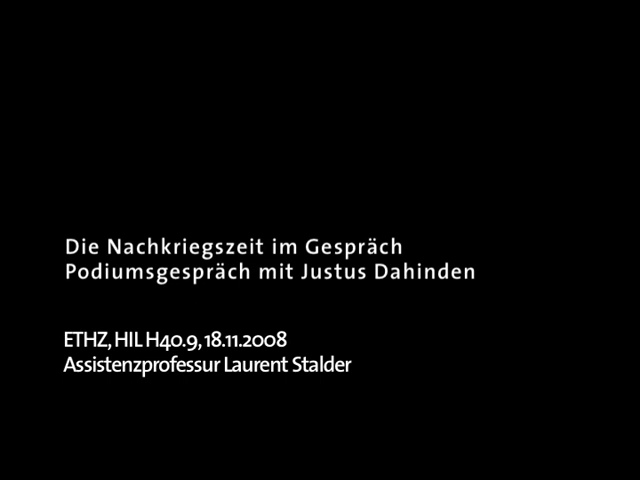 Die Nachkriegszeit im Gespräch
Podiumsgespräch mit Justus Dahinden
ETHZ, HIL H40.9, 18.11.2008
Assistenzprofessur Laurent Stalder